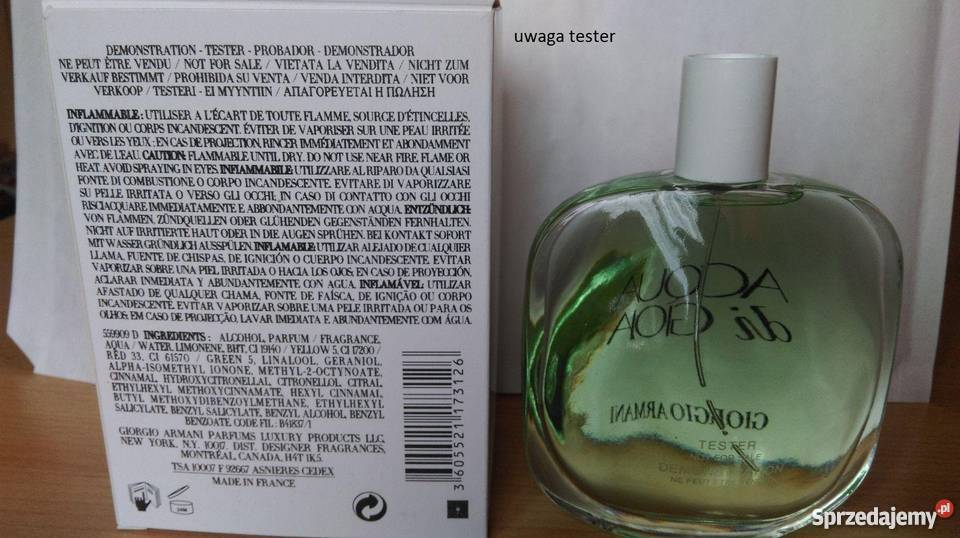 uwaga tester
DEMONSTRATION - TESTER - PROBADOR - DEMONSTRADOR
NE PEUT ÊTRE VENDU / NOT FOR SALE / VIETATA LA VENDITA / NICHT ZUM
VERKAUF BESTIMMT / PROHIBIDA SU VENTA / VENDA INTERDITA / NIET VOOR
VERKOOP / TESTERI - EI MYYNTIIN / ΑΠΑΓΟΡΕΥΕΤΑΙ Η ΠΩΛΗΣΗ
INFLAMMABLE : UTILISER A L'ÉCART DE TOUTE FLAMME, SOURCE D'ÉTINCELLES,
D'IGNITION OU CORPS INCANDESCENT. ÉVITER DE VAPORISER SUR UNE PEAU IRRITÉE
OU VERS LES YEUX ; EN CAS DE PROJECTION, RINCER IMMÉDIATEMENT ET ABONDAMMENT
AVEC DE L'EAU. CAUTION: FLAMMABLE UNTIL DRY. DO NOT USE NEAR FIRE, FLAME OR
HEAT. AVOID SPRAYING IN EYES. INFIAMMABILE: UTILIZZARE AL RIPARO DA QUALSIASI
FONTE DI COMBUSTIONE O CORPO INCANDESCENTE. EVITARE DI VAPORIZZARE
SU PELLE IRRITATA O VERSO GLI OCCHI, IN CASO DI CONTATTO CON GLI OCCHI
RISCIACQUARE IMMEDIATAMENTE E ABBONDANTEMENTE CON ACQUA. ENTZÜNDLICH:
VON FLAMMEN, ZÜNDQUELLEN ODER GLÜHENDEN GEGENSTÄNDEN FERNHALTEN.
NICHT AUF IRRITIERTE HAUT ODER IN DIE AUGEN SPRÜHEN. BEI KONTAKT SOFORT
MIT WASSER GRÜNDLICH AUSSPÜLEN. INFLAMABLE: UTILIZAR ALEJADO DE CUALQUIER
LLAMA, FUENTE DE CHISPAS, DE IGNICIÓN O CUERPO INCANDESCENTE. EVITAR
VAPORIZAR SOBRE UNA PIEL IRRITADA O HACIA LOS OJOS; EN CASO DE PROYECCIÓN,
ACLARAR INMEDIATA Y ABUNDANTEMENTE CON AGUA. INFLAMÁVEL: UTILIZAR
AFASTADO DE QUALQUER CHAMA, FONTE DE FAÍSCA, DE IGNIÇÃO OU CORPO
INCANDESCENTE. EVITAR VAPORIZAR SOBRE UMA PELE IRRITADA OU PARA OS
OLHOS; EM CASO DE PROJECÇÃO, LAVAR IMEDIATA E ABUNDANTEMENTE COM ÁGUA.
559909 D INGREDIENTS : ALCOHOL, PARFUM / FRAGRANCE,
AQUA / WATER, LIMONENE, BHT, CI 19140 / YELLOW 5, CI 17200 /
RED 33, CI 61570 / GREEN 5, LINALOOL, GERANIOL,
ALPHA-ISOMETHYL IONONE, METHYL-2-OCTYNOATE,
CINNAMAL, HYDROXYCITRONELLAL, CITRONELLOL, CITRAL,
ETHYLHEXYL METHOXYCINNAMATE, HEXYL CINNAMAL,
BUTYL METHOXYDIBENZOYLMETHANE, ETHYLHEXYL
SALICYLATE, BENZYL SALICYLATE, BENZYL ALCOHOL, BENZYL
BENZOATE. CODE FIL : B41837/1
GIORGIO ARMANI PARFUMS LUXURY PRODUCTS LLC,
NEW YORK, N.Y. 10017. DIST. DESIGNER FRAGRANCES,
MONTRÉAL, CANADA, H4T 1K5.
TSA 10007 F 92667 ASNIERES CEDEX
MADE IN FRANCE
24M
3 605521 173126
ACQUA
di GIOIA
GIORGIO ARMANI
TESTER
NE PEUT ÊTRE
Sprzedajemy.pl